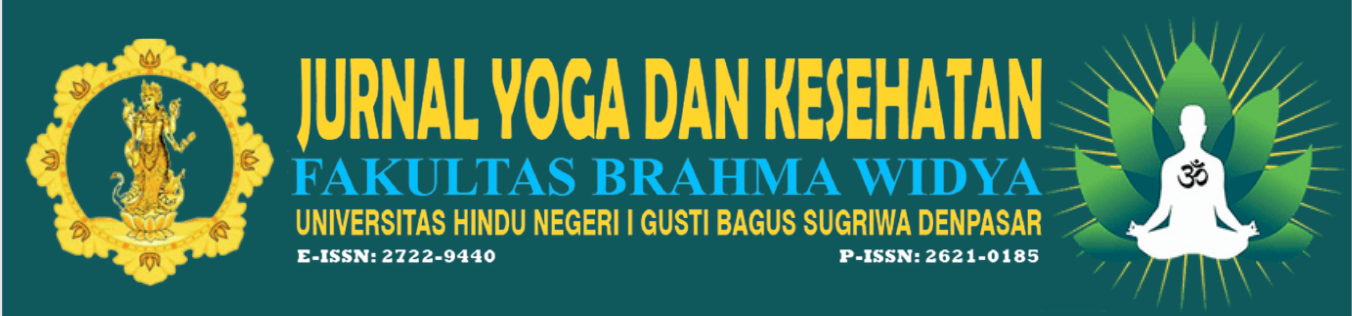 JURNAL YOGA DAN KESEHATAN
FAKULTAS BRAHMA WIDYA
UNIVERSITAS HINDU NEGERI I GUSTI BAGUS SUGRIWA DENPASAR
E-ISSN: 2722-9440 P-ISSN: 2621-0185
ॐ